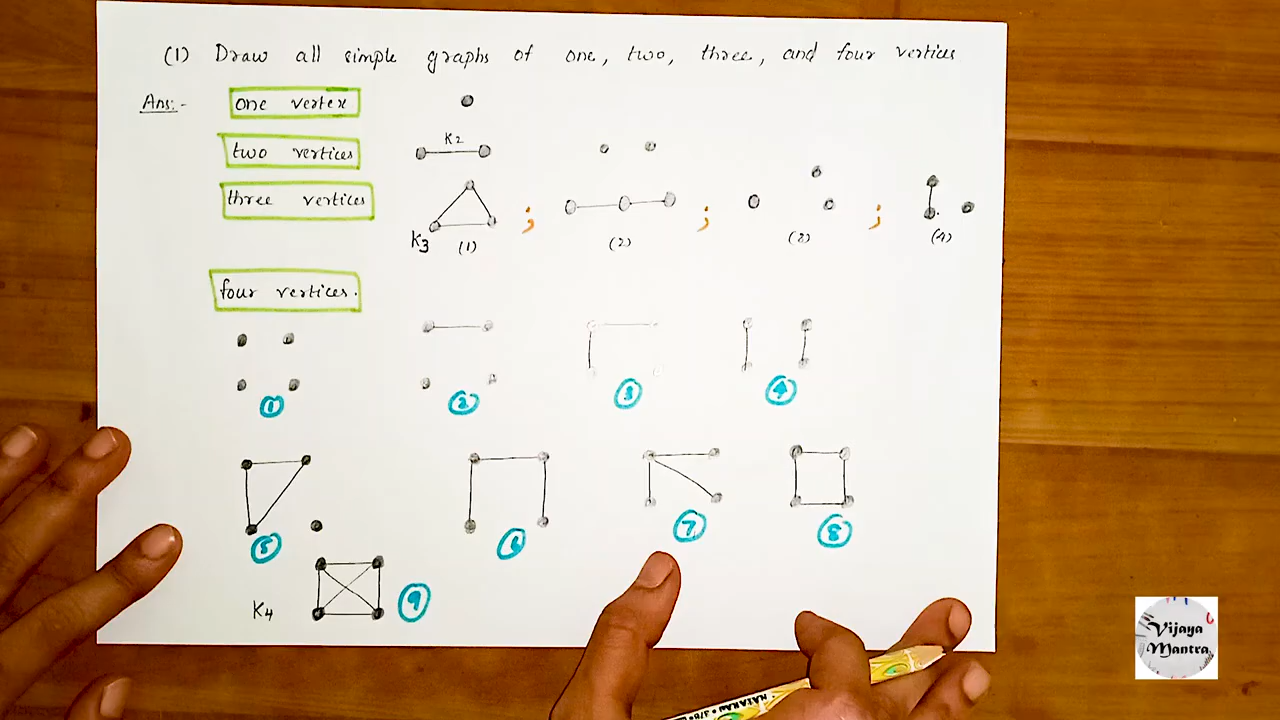 (1) Draw all simple graphs of one, two, three, and four vertices
Ans:-
one vertex
two vertices
K2
three vertices
K3
(1)
;
(2)
;
(3)
;
(4)
four vertices.
1
2
3
4
5
6
7
8
K4
9
NATARAJ
Vijaya
Mantra